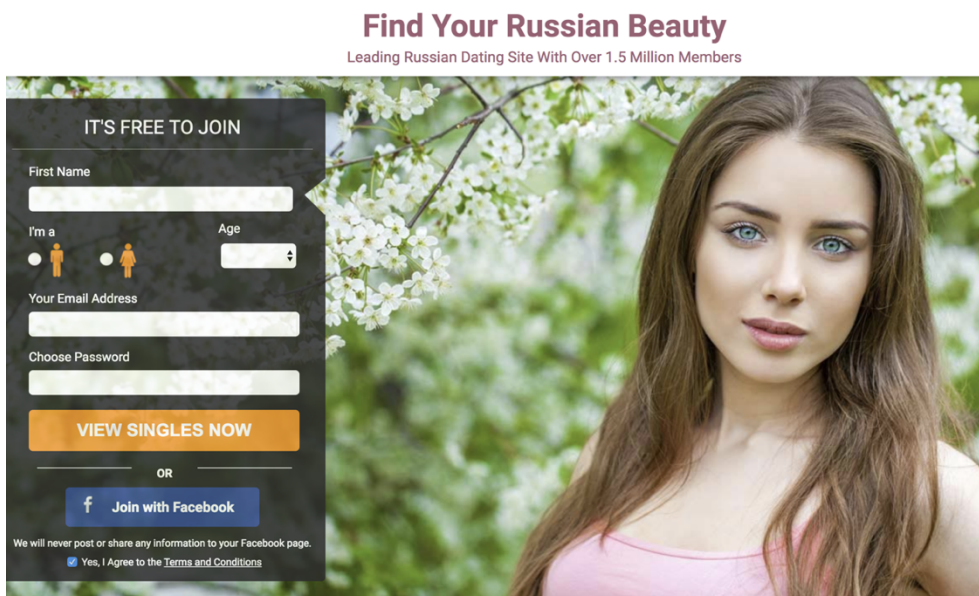 Find Your Russian Beauty
Leading Russian Dating Site With Over 1.5 Million Members
IT'S FREE TO JOIN
First Name
I'm a
Age
Your Email Address
Choose Password
VIEW SINGLES NOW
OR
f Join with Facebook
We will never post or share any information to your Facebook page.
Yes, I Agree to the Terms and Conditions